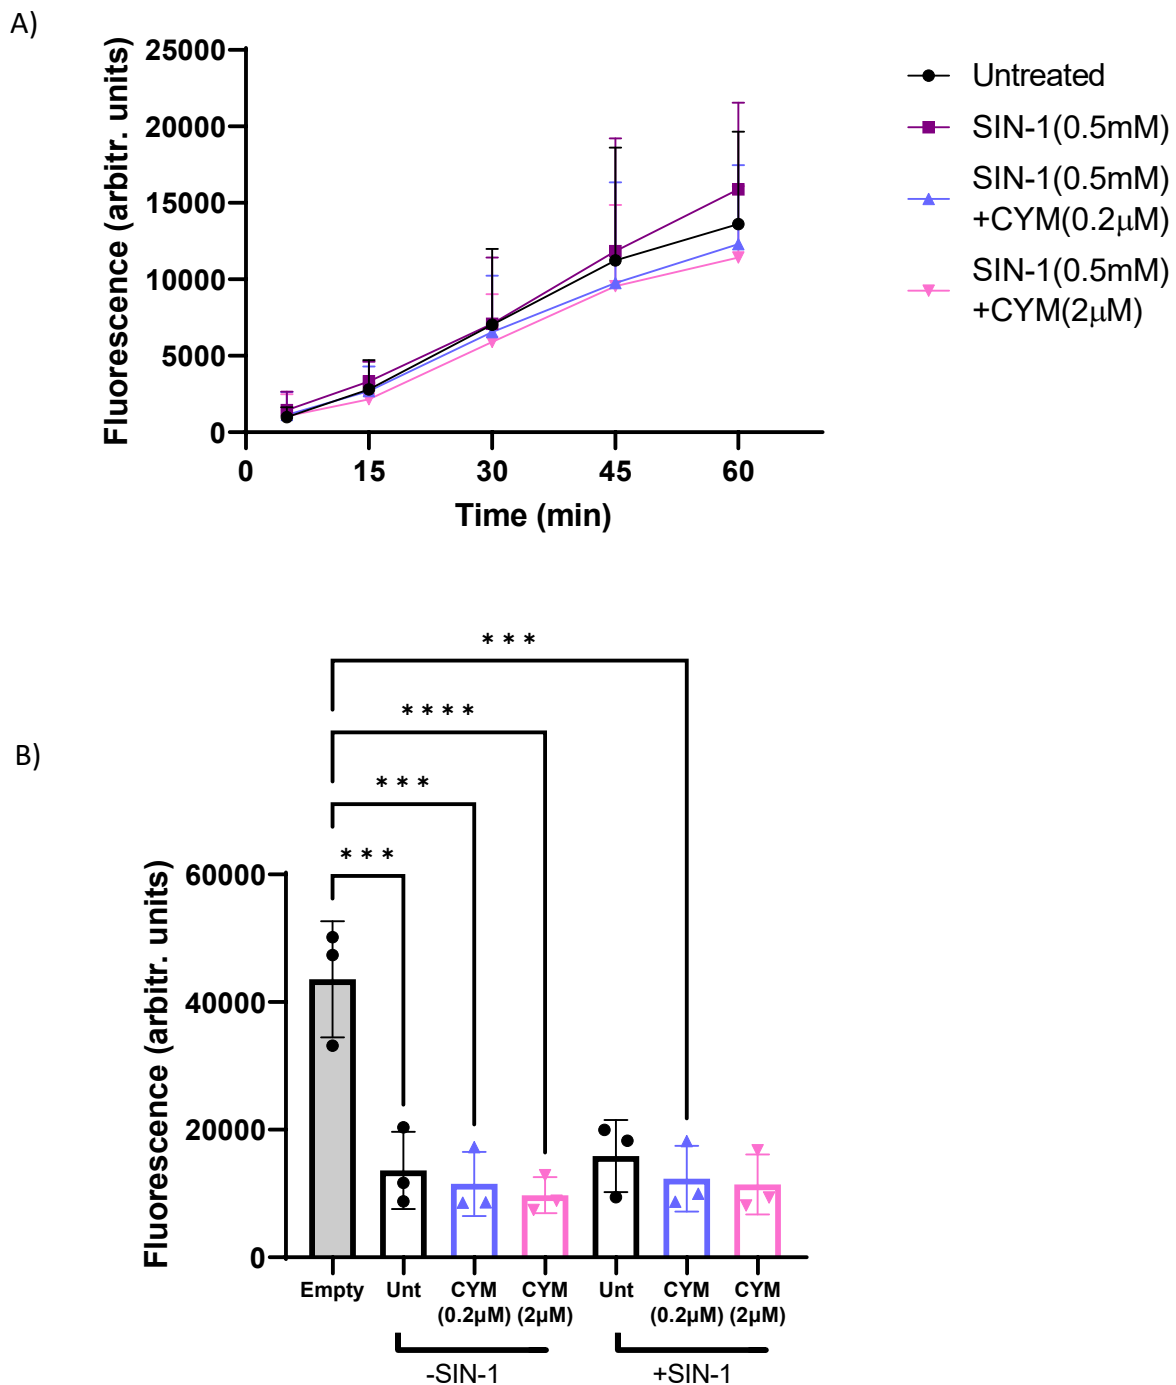 A)
Fluorescence (arbitr. units)
25000
20000
15000
10000
5000
0
0 15 30 45 60
Time (min)
Untreated
SIN-1(0.5mM)
SIN-1(0.5mM)
+CYM(0.2μM)
SIN-1(0.5mM)
+CYM(2μM)
B)
Fluorescence (arbitr. units)
***
****
***
***
60000
40000
20000
0
Empty Unt CYM CYM Unt CYM CYM
(0.2μM) (2μM) (0.2μM) (2μM)
-SIN-1 +SIN-1